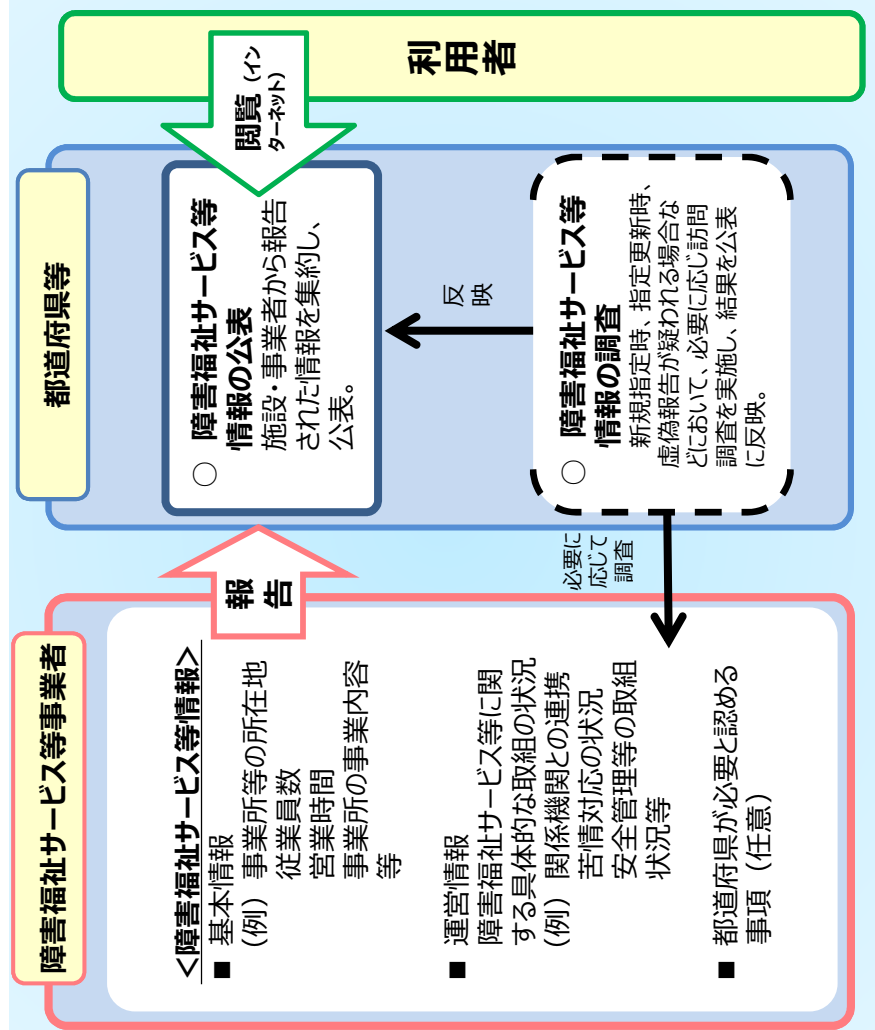 障害福祉サービス等事業者
<障害福祉サービス等情報>
■ 基本情報
(例) 事業所等の所在地
従業員数
営業時間
事業所の事業内容
等
■ 運営情報
障害福祉サービス等に関
する具体的な取組の状況
(例) 関係機関との連携
苦情対応の状況
安全管理等の取組
状況等
■ 都道府県が必要と認める
事項(任意)
報
告
必要に
応じて
調査
都道府県等
○ 障害福祉サービス等
情報の公表
施設・事業者から報告
された情報を集約し、
公表。
反
映
○ 障害福祉サービス等
情報の調査
新規指定時、指定更新時、
虚偽報告が疑われる場合な
どにおいて、必要に応じ訪問
調査を実施し、結果を公表
に反映。
閲覧(イン
ターネット)
利用者